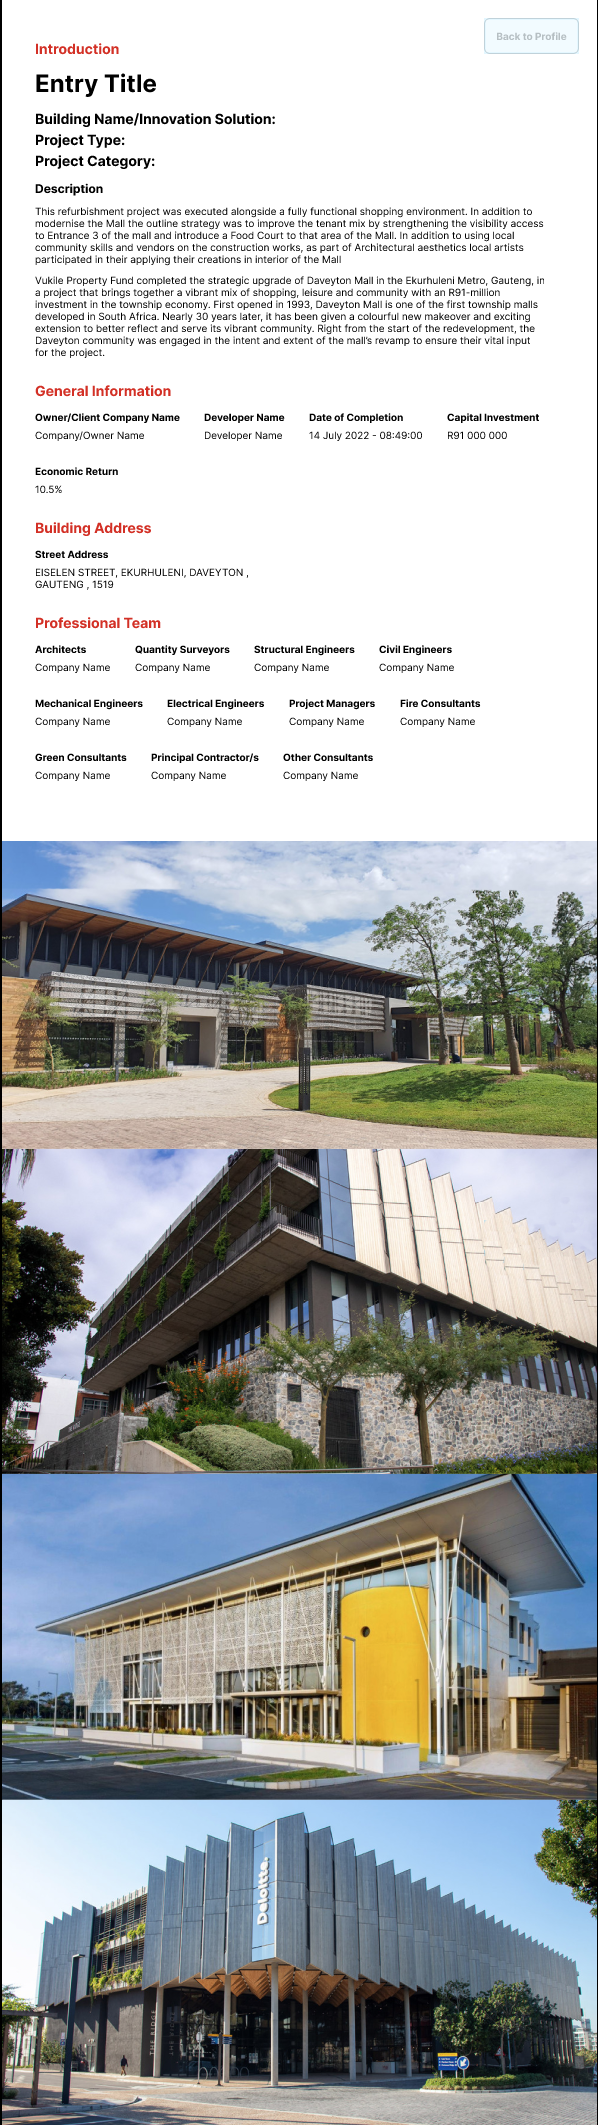 Back to Profile
Introduction
Entry Title
Building Name/Innovation Solution:
Project Type:
Project Category:
Description
This refurbishment project was executed alongside a fully functional shopping environment. In addition to
modernise the Mall the outline strategy was to improve the tenant mix by strengthening the visibility access
to Entrance 3 of the mall and introduce a Food Court to that area of the Mall. In addition to using local
community skills and vendors on the construction works, as part of Architectural aesthetics local artists
participated in their applying their creations in interior of the Mall
Vukile Property Fund completed the strategic upgrade of Daveyton Mall in the Ekurhuleni Metro, Gauteng, in
a project that brings together a vibrant mix of shopping, leisure and community with an R91-million
investment in the township economy. First opened in 1993, Daveyton Mall is one of the first township malls
developed in South Africa. Nearly 30 years later, it has been given a colourful new makeover and exciting
extension to better reflect and serve its vibrant community. Right from the start of the redevelopment, the
Daveyton community was engaged in the intent and extent of the mall's revamp to ensure their vital input
for the project.
General Information
Owner/Client Company Name Developer Name Date of Completion Capital Investment
Company/Owner Name Developer Name 14 July 2022 - 08:49:00 R91 000 000
Economic Return
10.5%
Building Address
Street Address
EISELEN STREET, EKURHULENI, DAVEYTON ,
GAUTENG , 1519
Professional Team
Architects Quantity Surveyors Structural Engineers Civil Engineers
Company Name Company Name Company Name Company Name
Mechanical Engineers Electrical Engineers Project Managers Fire Consultants
Company Name Company Name Company Name Company Name
Green Consultants Principal Contractor/s Other Consultants
Company Name Company Name Company Name
Deloitte.
THE RIDGE